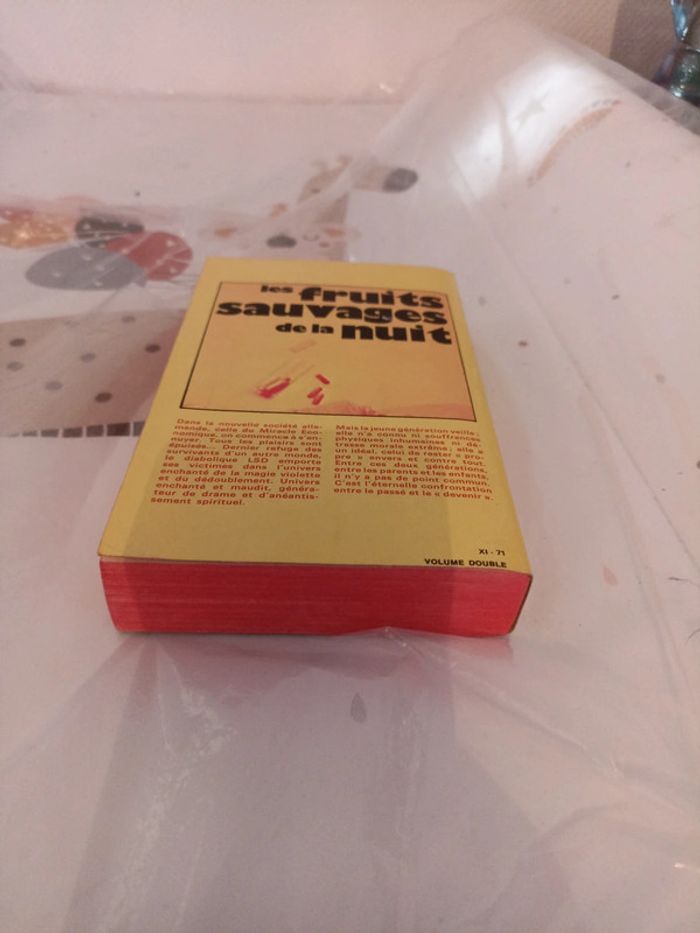 les fruits
sauvages
de la nuit
Dans la nouvelle société alle-
mande, celle du Miracle Eco-
nomique, on commence à s'en-
nuyer. Tous les plaisirs sont
épuisés... Dernier refuge des
survivants d'un autre monde,
le diabolique LSD emporte
ses victimes dans l'univers
enchanté de la magie violette
et du dédoublement. Univers
enchanté et maudit, généra-
teur de drame et d'anéantis-
sement spirituel.
Mais la jeune génération veille :
elle n'a connu ni souffrances
physiques inhumaines ni dé-
tresse morale extrême ; elle a
un idéal, celui de rester « pro-
pre » envers et contre tout.
Entre ces deux générations,
entre les parents et les enfants,
il n'y a pas de point commun.
C'est l'éternelle confrontation
entre le passé et le « devenir ».
XI - 71
VOLUME DOUBLE